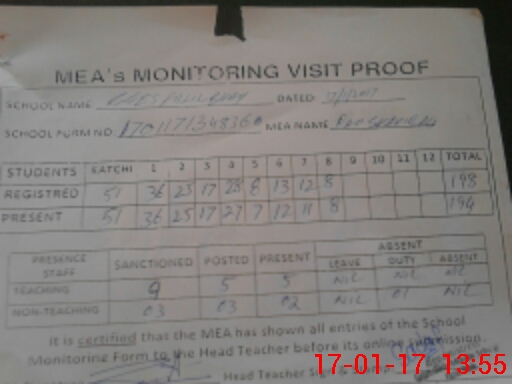 MEA's MONITORING VISIT PROOF
SCHOOL NAME DATED
SCHOOL FORM NO. MEA NAME
STUDENTS KATCHI 1 2 3 4 5 6 7 8 9 10 11 12 TOTAL
REGISTRED 51 36 25 17 28 8 13 12 8 198
PRESENT 51 36 25 17 27 7 12 11 8 194
PRESENCE STAFF SANCTIONED POSTED PRESENT ABSENT
LEAVE DUTY ABSENT
TEACHING 9 5 5 Nil Nil Nil
NON-TEACHING 03 03 02 Nil 01 Nil
It is certified that the MEA has shown all entries of the School
Monitoring Form to the Head Teacher before its online submission.
Head Teacher
17-01-17 13:55